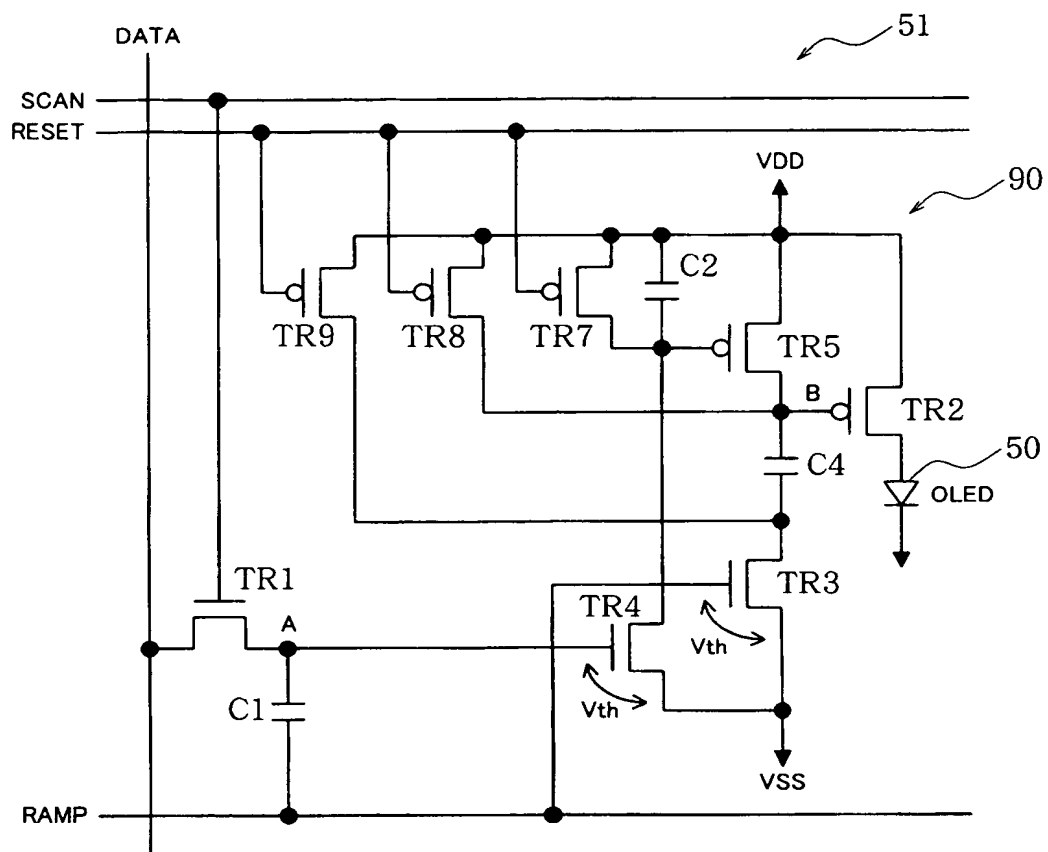 DATA
51
SCAN
RESET
VDD
90
C2
TR9
TR8
TR7
TR5
B
TR2
C4
50
OLED
TR1
A
TR4
TR3
Vth
Vth
C1
VSS
RAMP